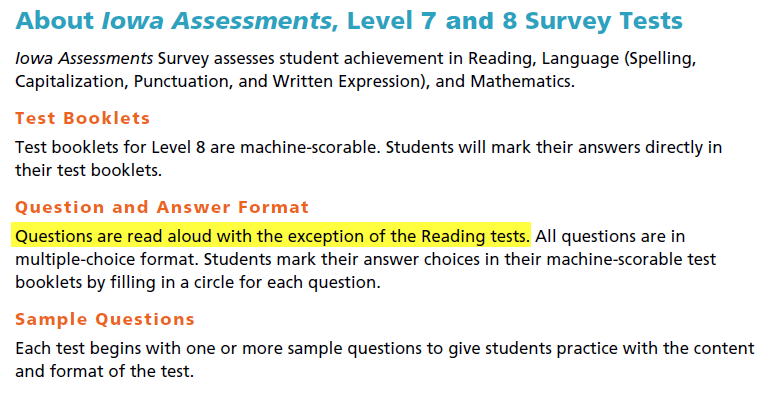 About Iowa Assessments, Level 7 and 8 Survey Tests
Iowa Assessments Survey assesses student achievement in Reading, Language (Spelling,
Capitalization, Punctuation, and Written Expression), and Mathematics.
Test Booklets
Test booklets for Level 8 are machine-scorable. Students will mark their answers directly in
their test booklets.
Question and Answer Format
Questions are read aloud with the exception of the Reading tests. All questions are in
multiple-choice format. Students mark their answer choices in their machine-scorable test
booklets by filling in a circle for each question.
Sample Questions
Each test begins with one or more sample questions to give students practice with the content
and format of the test.